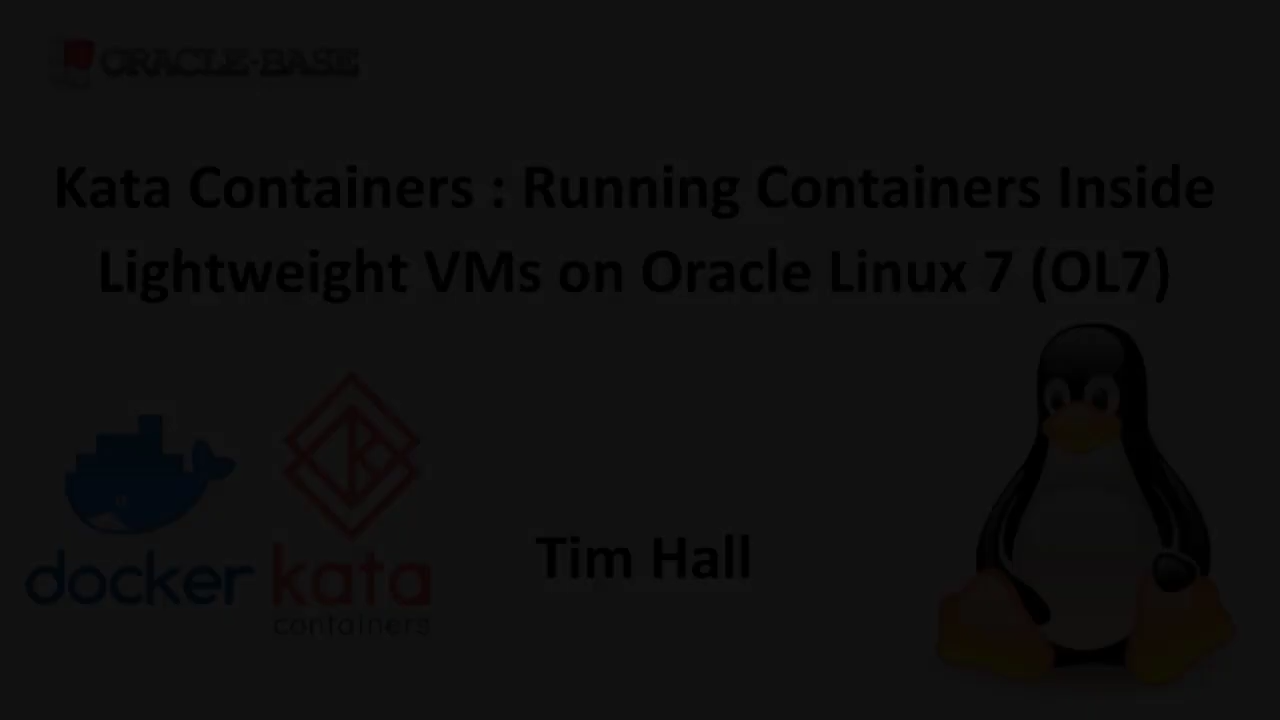 ORACLE-BASE
Kata Containers : Running Containers Inside
Lightweight VMs on Oracle Linux 7 (OL7)
docker
kata
containers
Tim Hall